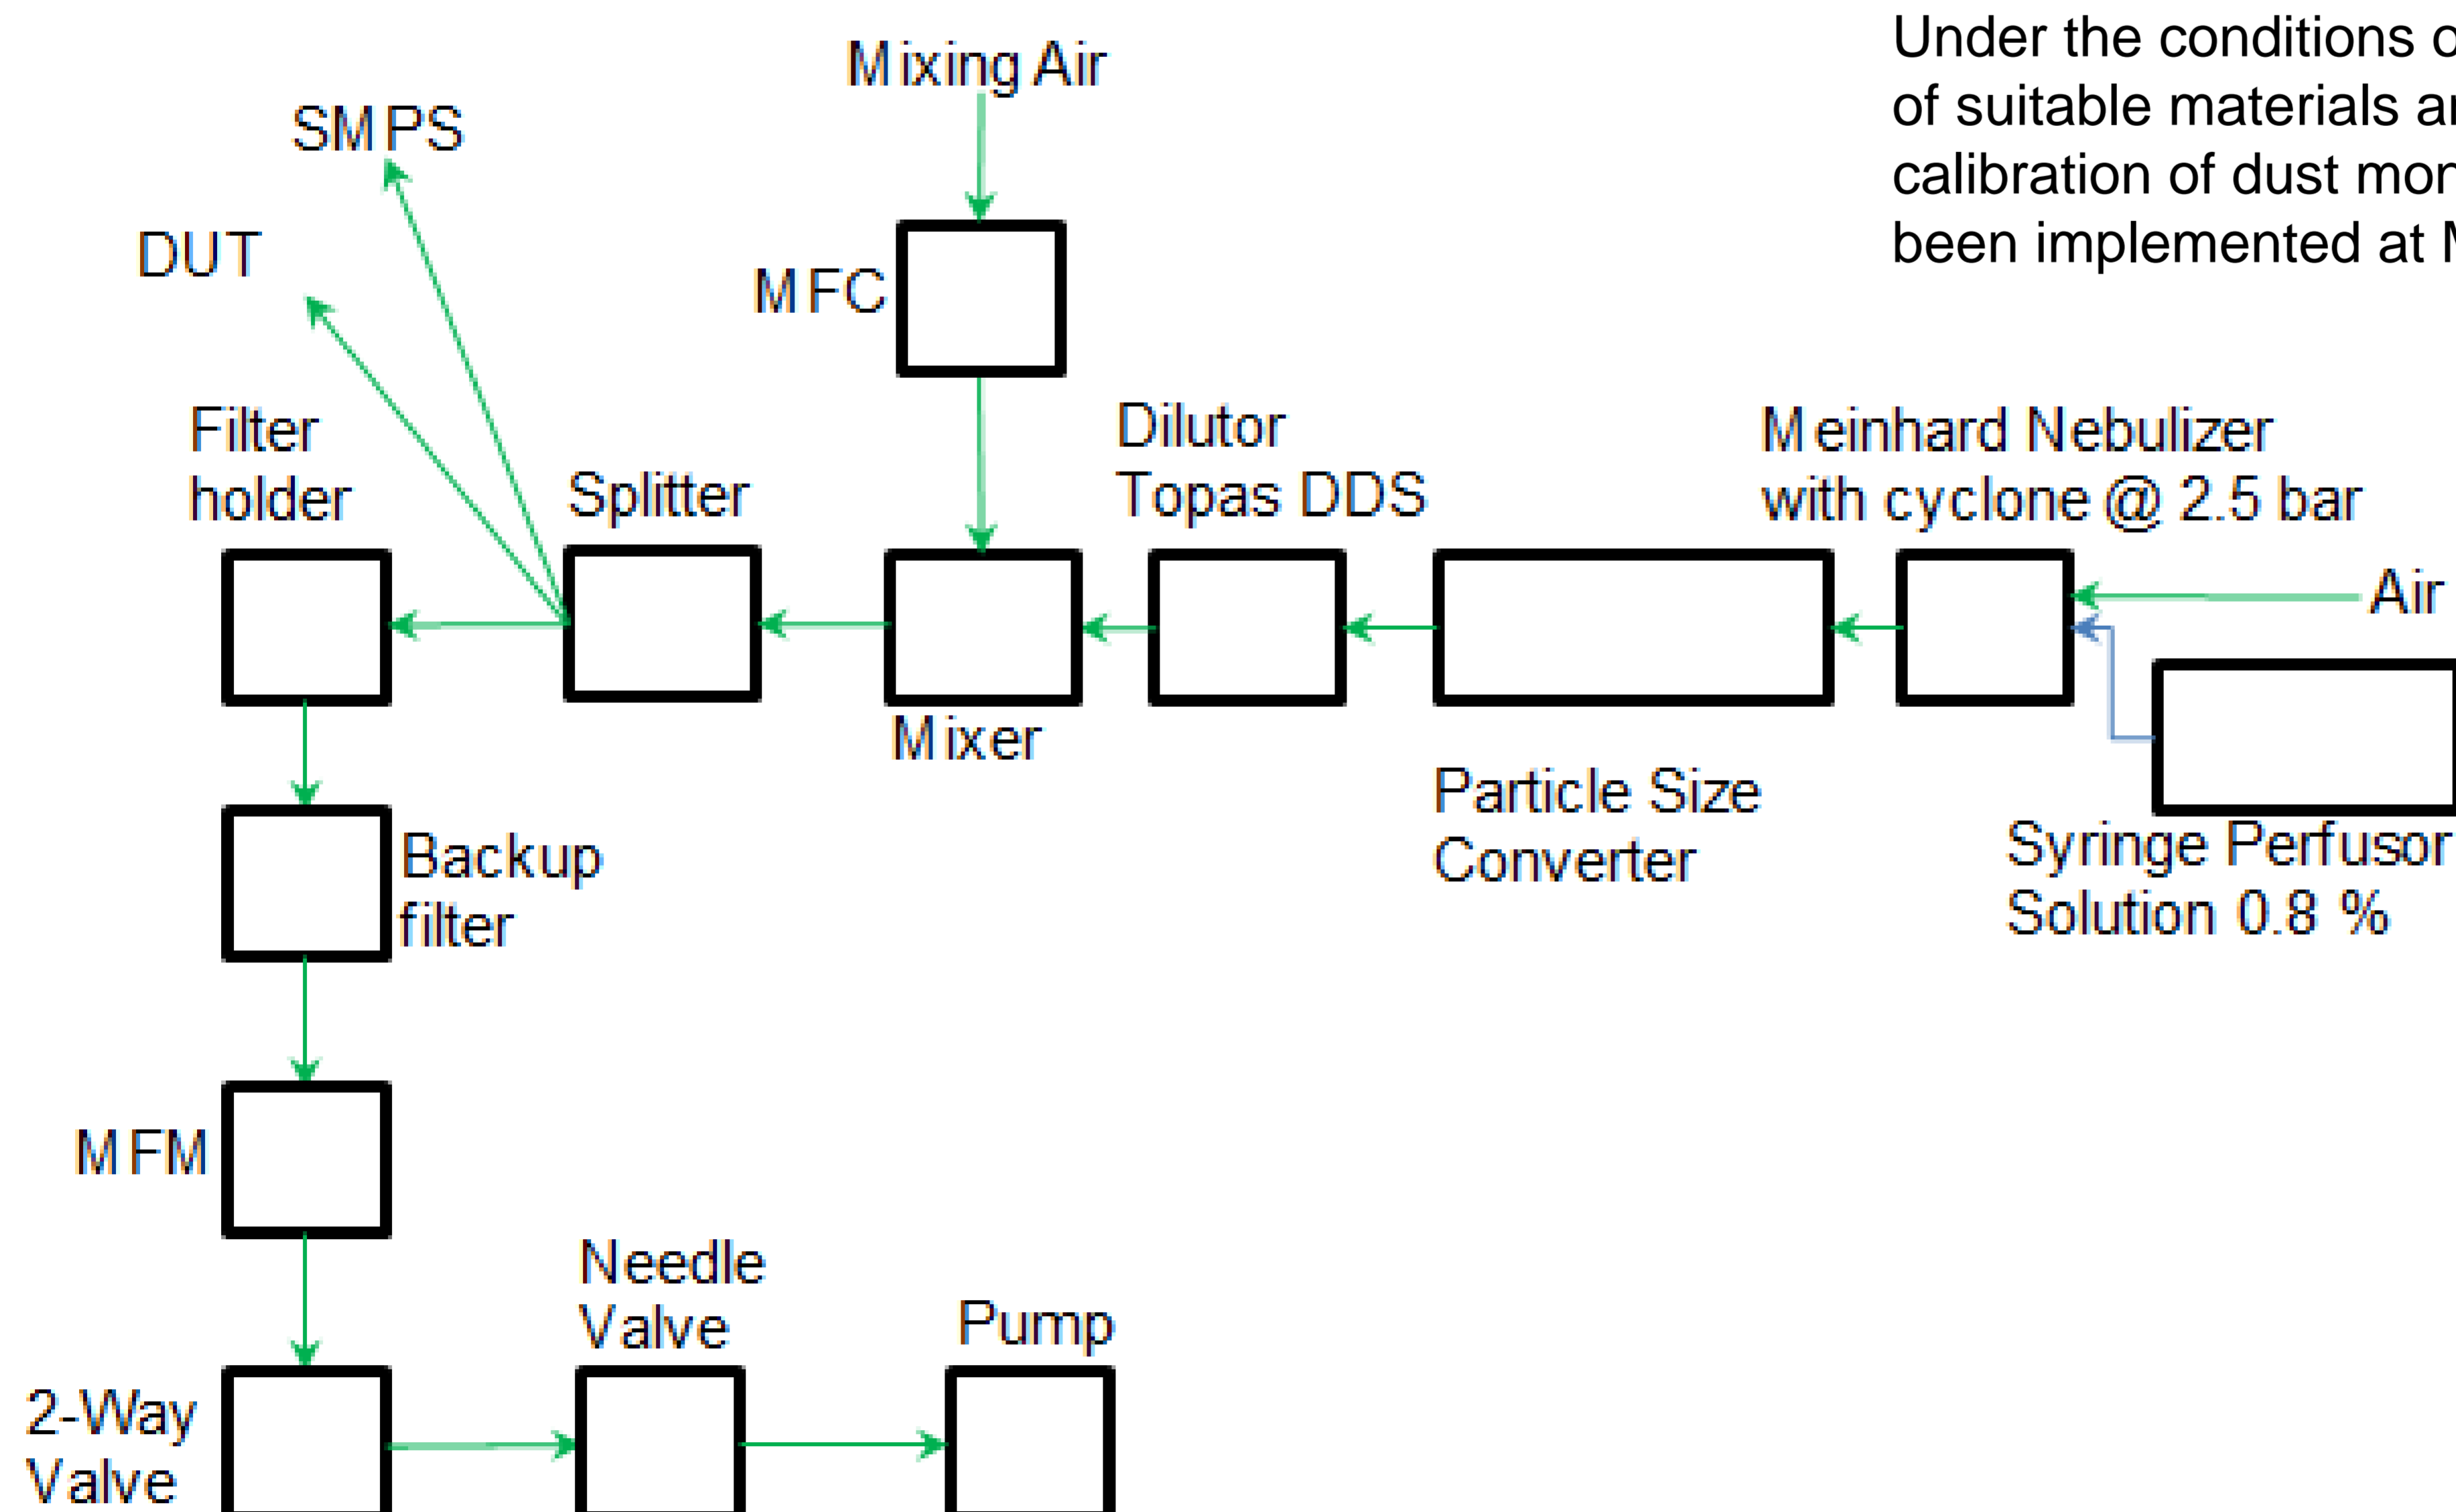 Under the conditions
of suitable materials
calibration of dust
been implemented at
Mixing Air
SMPS
DUT
MFC
Filter
holder
Splitter
Dilutor
Topas DDS
Meinhard Nebulizer
with cyclone @ 2.5 bar
Air
Mixer
Particle Size
Converter
Syringe Perfusor
Solution 0.8 %
Backup
filter
MFM
Needle
Valve
Pump
2-Way
Valve